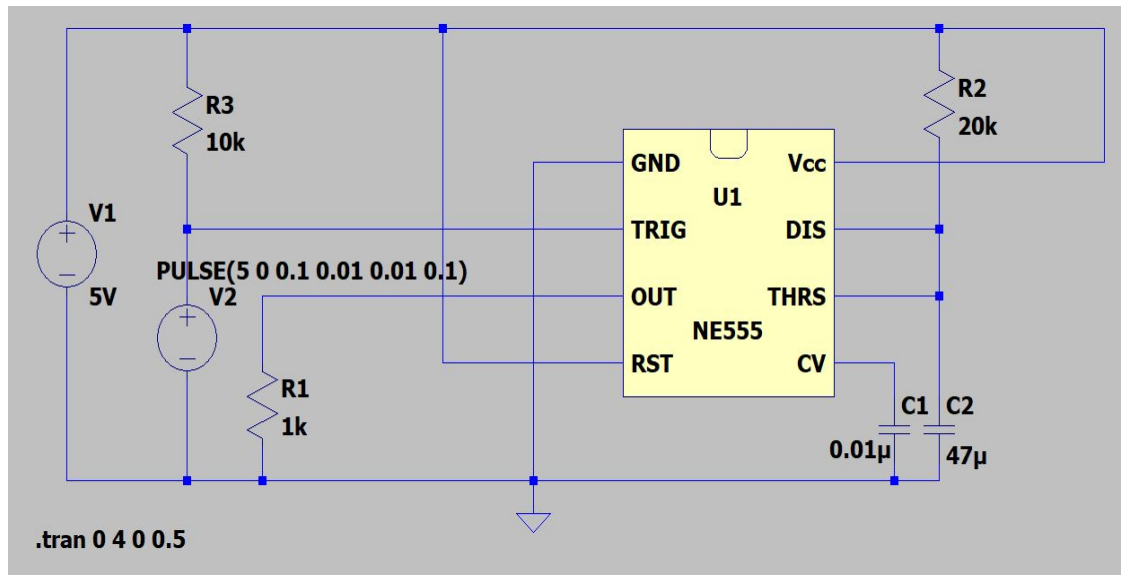 R3
10k
R2
20k
GND
Vcc
U1
V1
TRIG
DIS
PULSE(5 0 0.1 0.01 0.01 0.1)
5V
V2
OUT
THRS
NE555
RST
CV
R1
1k
C1
C2
0.01µ
47µ
.tran 0 4 0 0.5